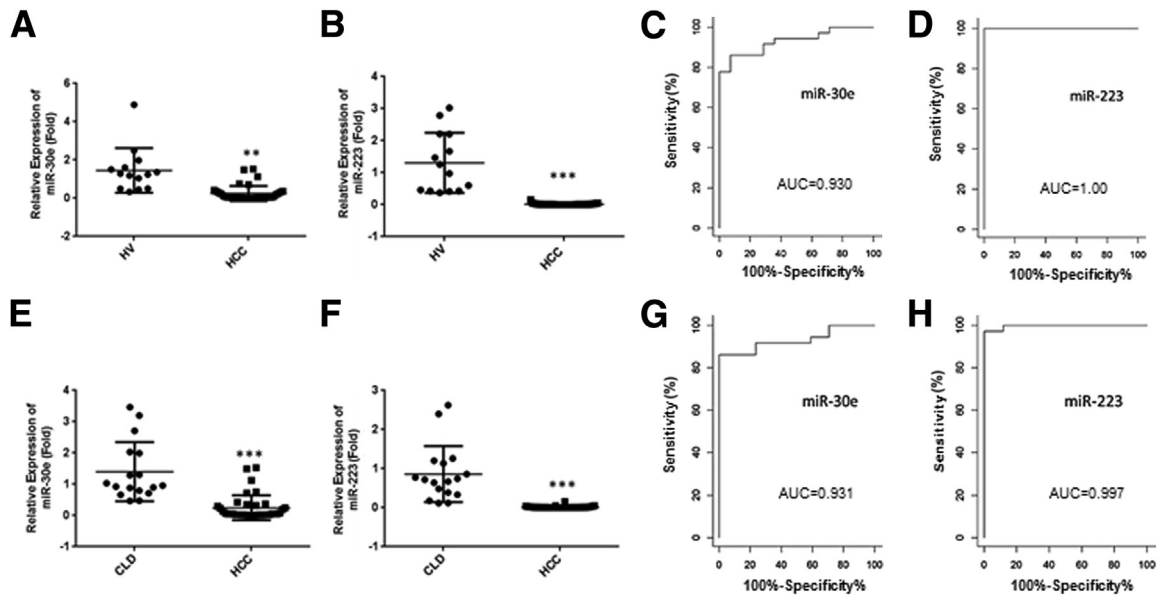 A
Relative Expression of
miR-30e (Fold)
6
4
2
0
-2
**
HV
HCC
B
Relative Expression of
miR-223 (Fold)
4
3
2
1
0
-1
***
HV
HCC
C
Sensitivity (%)
100
80
60
40
20
0
miR-30e
AUC=0.930
0 20 40 60 80 100
100%-Specificity%
D
Sensitivity (%)
100
80
60
40
20
0
miR-223
AUC=1.00
0 20 40 60 80 100
100%-Specificity%
E
Relative Expression of
miR-30e (Fold)
4
3
2
1
0
-1
***
CLD
HCC
F
Relative Expression of
miR-223 (Fold)
3
2
1
0
-1
***
CLD
HCC
G
Sensitivity (%)
100
80
60
40
20
0
miR-30e
AUC=0.931
0 20 40 60 80 100
100%-Specificity%
H
Sensitivity (%)
100
80
60
40
20
0
miR-223
AUC=0.997
0 20 40 60 80 100
100%-Specificity%